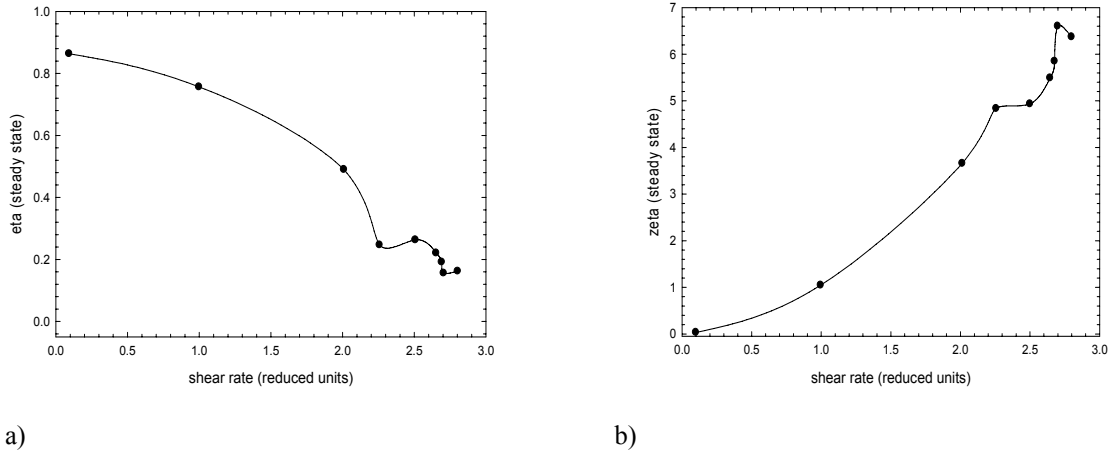 1.0
0.8
0.6
0.4
0.2
0.0
eta (steady state)
0.0 0.5 1.0 1.5 2.0 2.5 3.0
shear rate (reduced units)
a)
7
6
5
4
3
2
1
0
zeta (steady state)
0.0 0.5 1.0 1.5 2.0 2.5 3.0
shear rate (reduced units)
b)